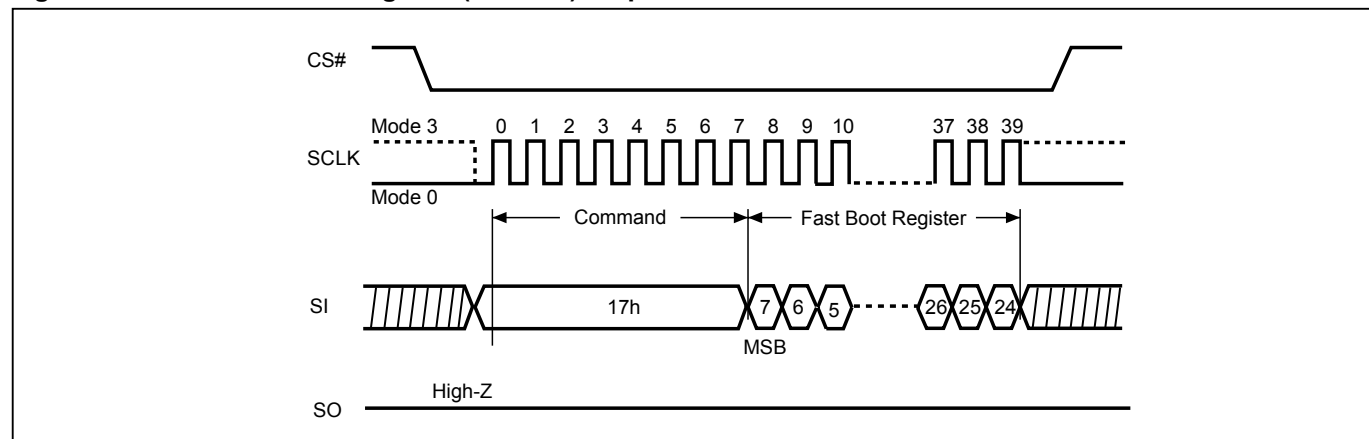 CS#
Mode 3 0 1 2 3 4 5 6 7 8 9 10 37 38 39
SCLK
Mode 0
Command Fast Boot Register
SI 17h 7 6 5 26 25 24
MSB
High-Z
SO